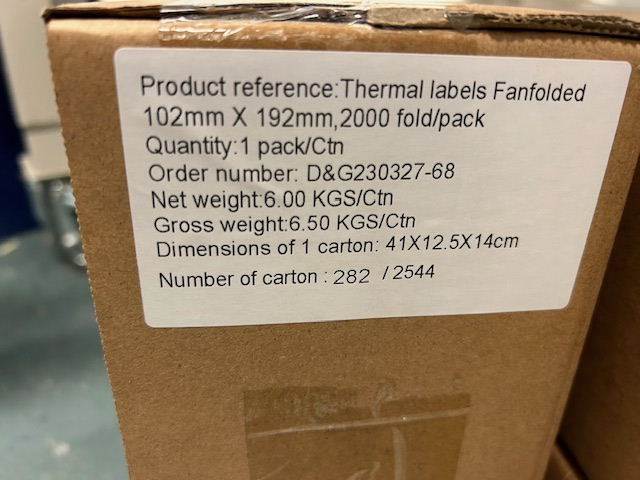 Product reference:Thermal labels Fanfolded
102mm X 192mm,2000 fold/pack
Quantity:1 pack/Ctn
Order number: D&G230327-68
Net weight:6.00 KGS/Ctn
Gross weight:6.50 KGS/Ctn
Dimensions of 1 carton: 41X12.5X14cm
Number of carton : 282 / 2544